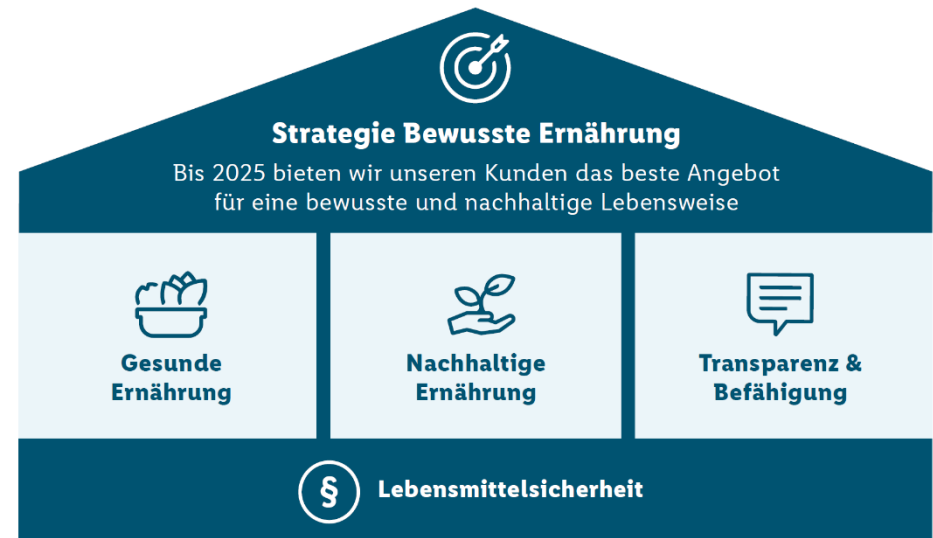 Strategie Bewusste Ernährung
Bis 2025 bieten wir unseren Kunden das beste Angebot
für eine bewusste und nachhaltige Lebensweise
Gesunde
Ernährung
Nachhaltige
Ernährung
Transparenz &
Befähigung
§ Lebensmittelsicherheit